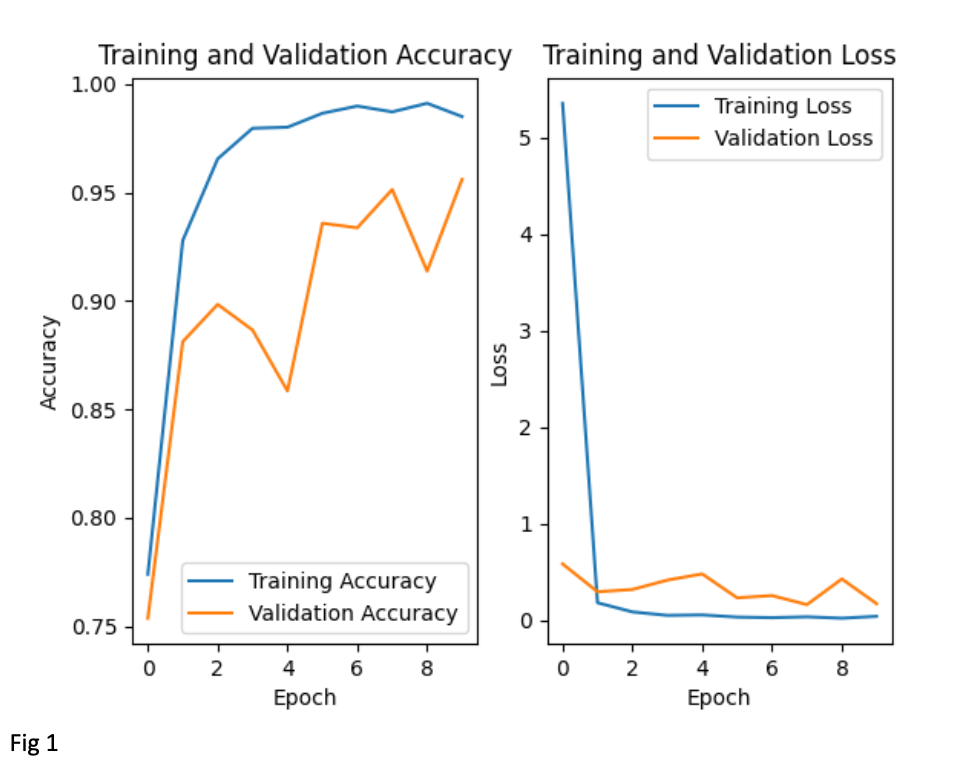 Training and Validation Accuracy
1.00
0.95
0.90
0.85
0.80
0.75
Accuracy
Training Accuracy
Validation Accuracy
0 2 4 6 8
Epoch
Training and Validation Loss
Training Loss
Validation Loss
5
4
3
2
1
0
Loss
0 2 4 6 8
Epoch
Fig 1